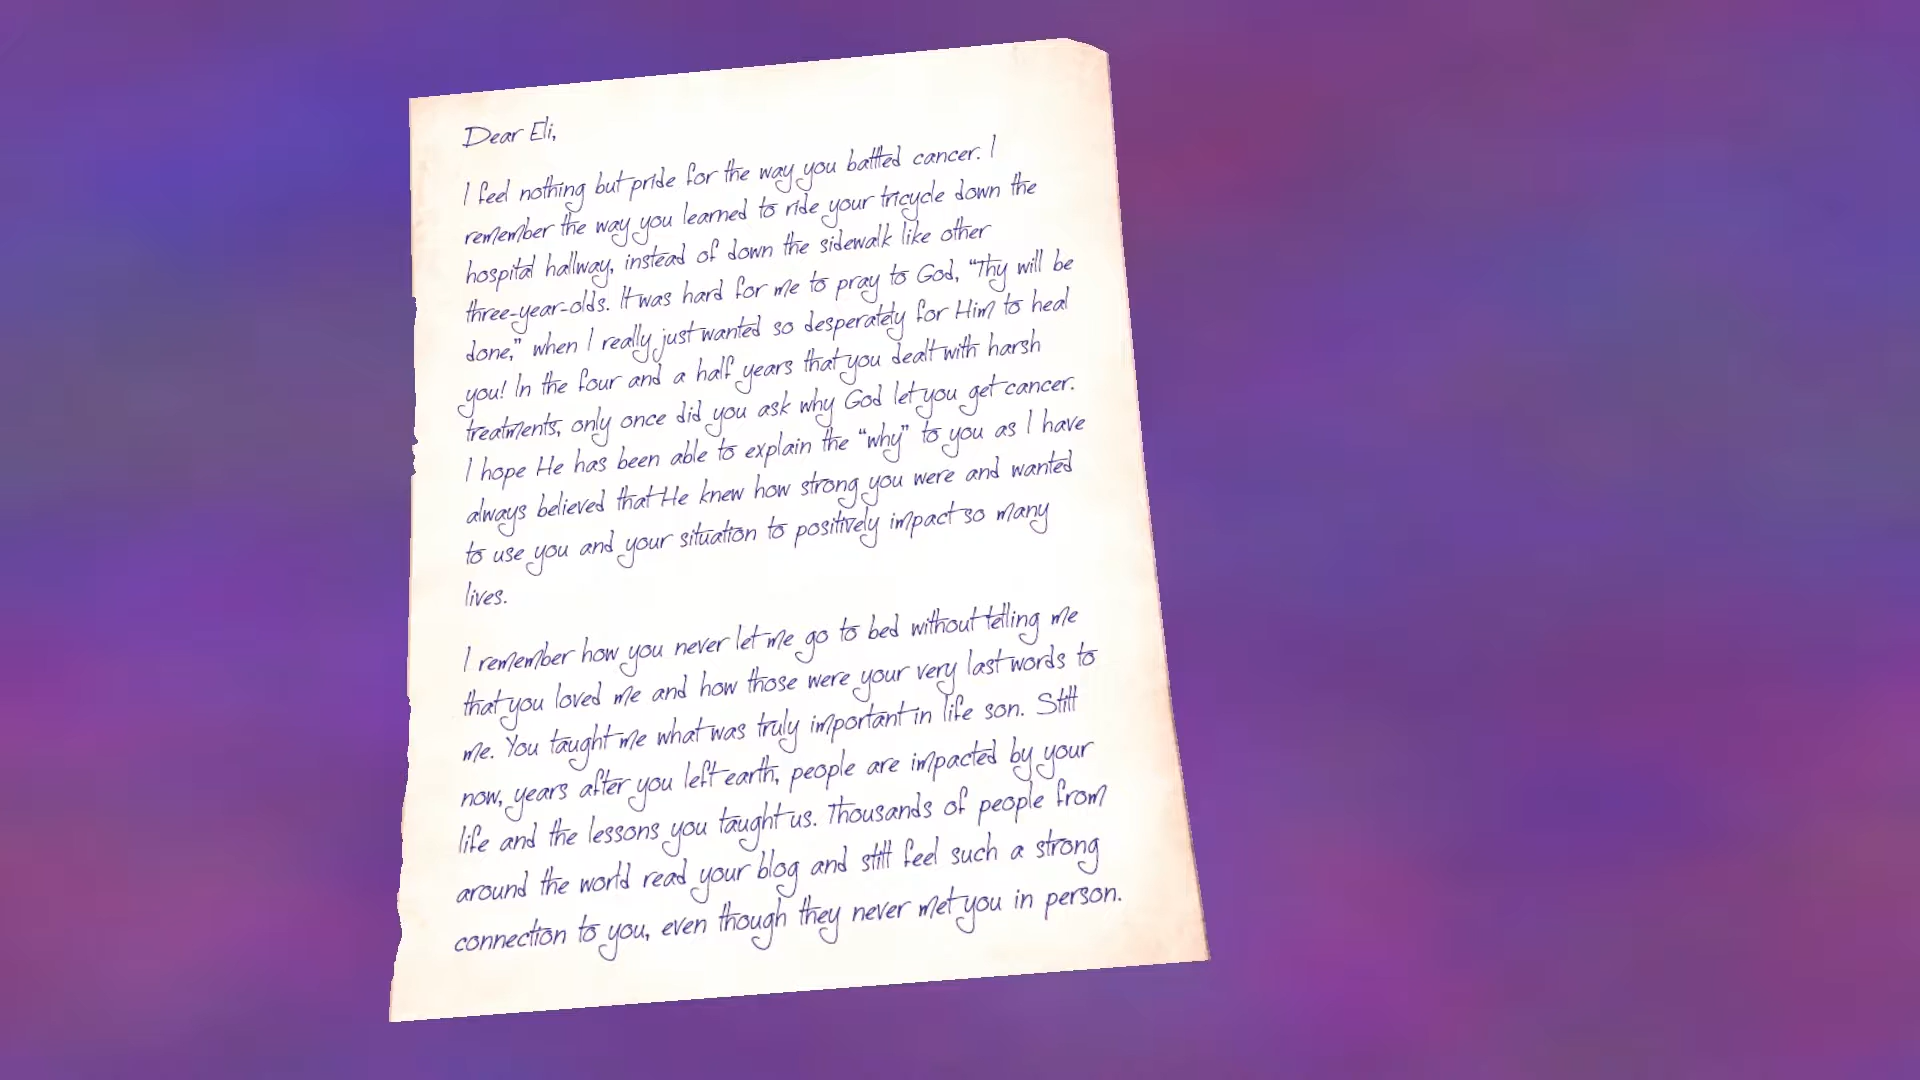 Dear Eli,
I feel nothing but pride for the way you battled cancer. I
remember the way you learned to ride your tricycle down the
hospital hallway, instead of down the sidewalk like other
three-year-olds. It was hard for me to pray to God, “Thy will be
done,” when I really just wanted so desperately for Him to heal
you! In the four and a half years that you dealt with harsh
treatments, only once did you ask why God let you get cancer.
I hope He has been able to explain the “why” to you as I have
always believed that He knew how strong you were and wanted
to use you and your situation to positively impact so many
lives.
I remember how you never let me go to bed without telling me
that you loved me and how those were your very last words to
me. You taught me what was truly important in life son. Still
now, years after you left earth, people are impacted by your
life and the lessons you taught us. Thousands of people from
around the world read your blog and still feel such a strong
connection to you, even though they never met you in person.